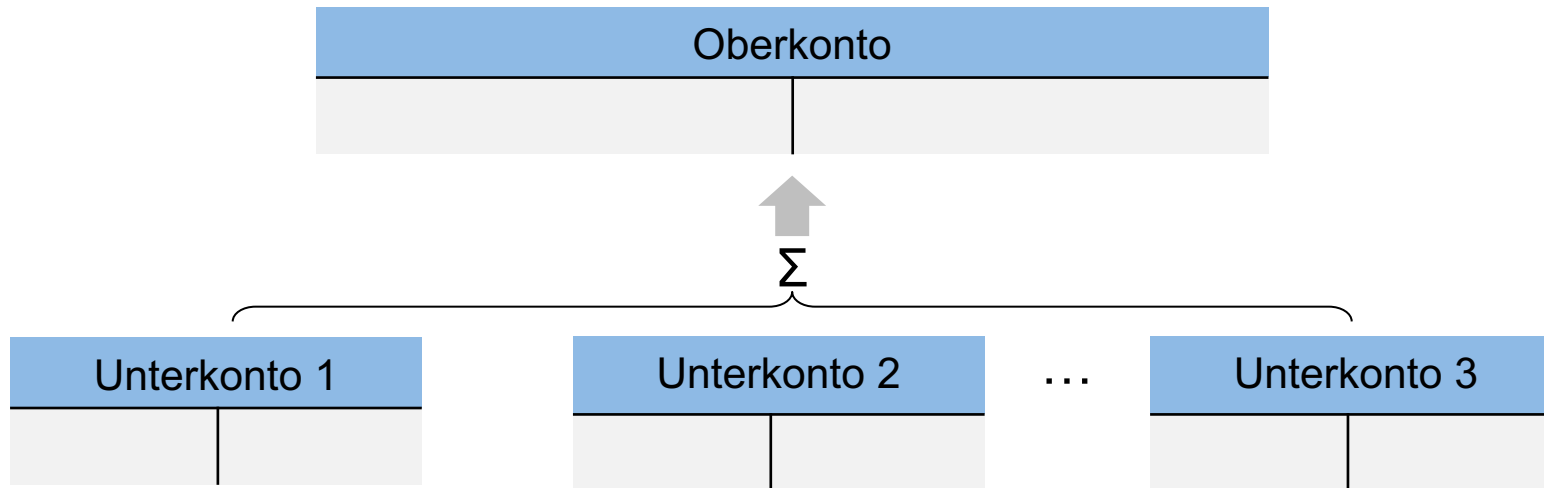 Oberkonto
Σ
Unterkonto 1
Unterkonto 2
…
Unterkonto 3